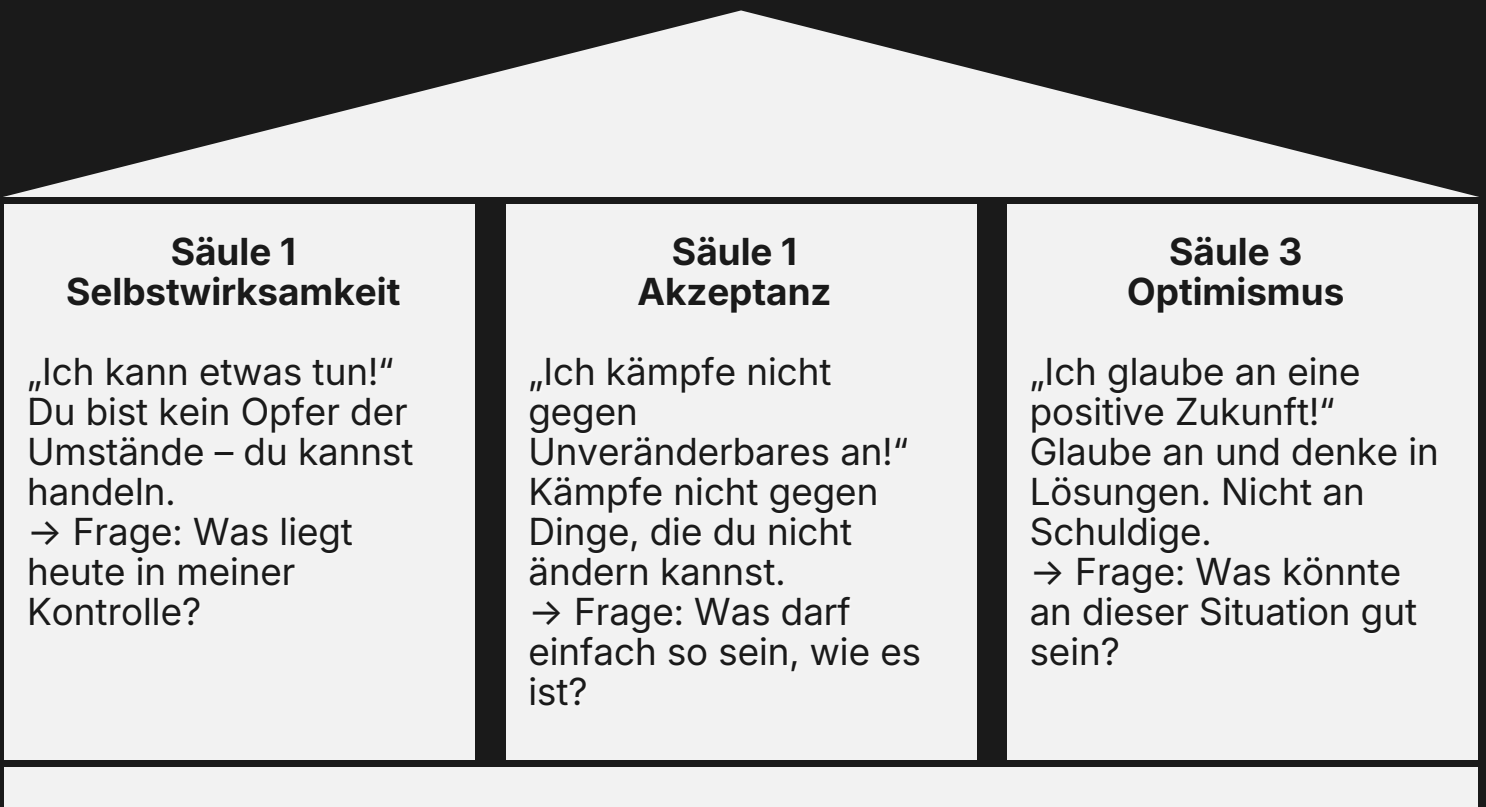 Säule 1
Selbstwirksamkeit
„Ich kann etwas tun!“
Du bist kein Opfer der
Umstände – du kannst
handeln.
→ Frage: Was liegt
heute in meiner
Kontrolle?
Säule 1
Akzeptanz
„Ich kämpfe nicht
gegen
Unveränderbares an!“
Kämpfe nicht gegen
Dinge, die du nicht
ändern kannst.
→ Frage: Was darf
einfach so sein, wie es
ist?
Säule 3
Optimismus
„Ich glaube an eine
positive Zukunft!“
Glaube an und denke in
Lösungen. Nicht an
Schuldige.
→ Frage: Was könnte
an dieser Situation gut
sein?